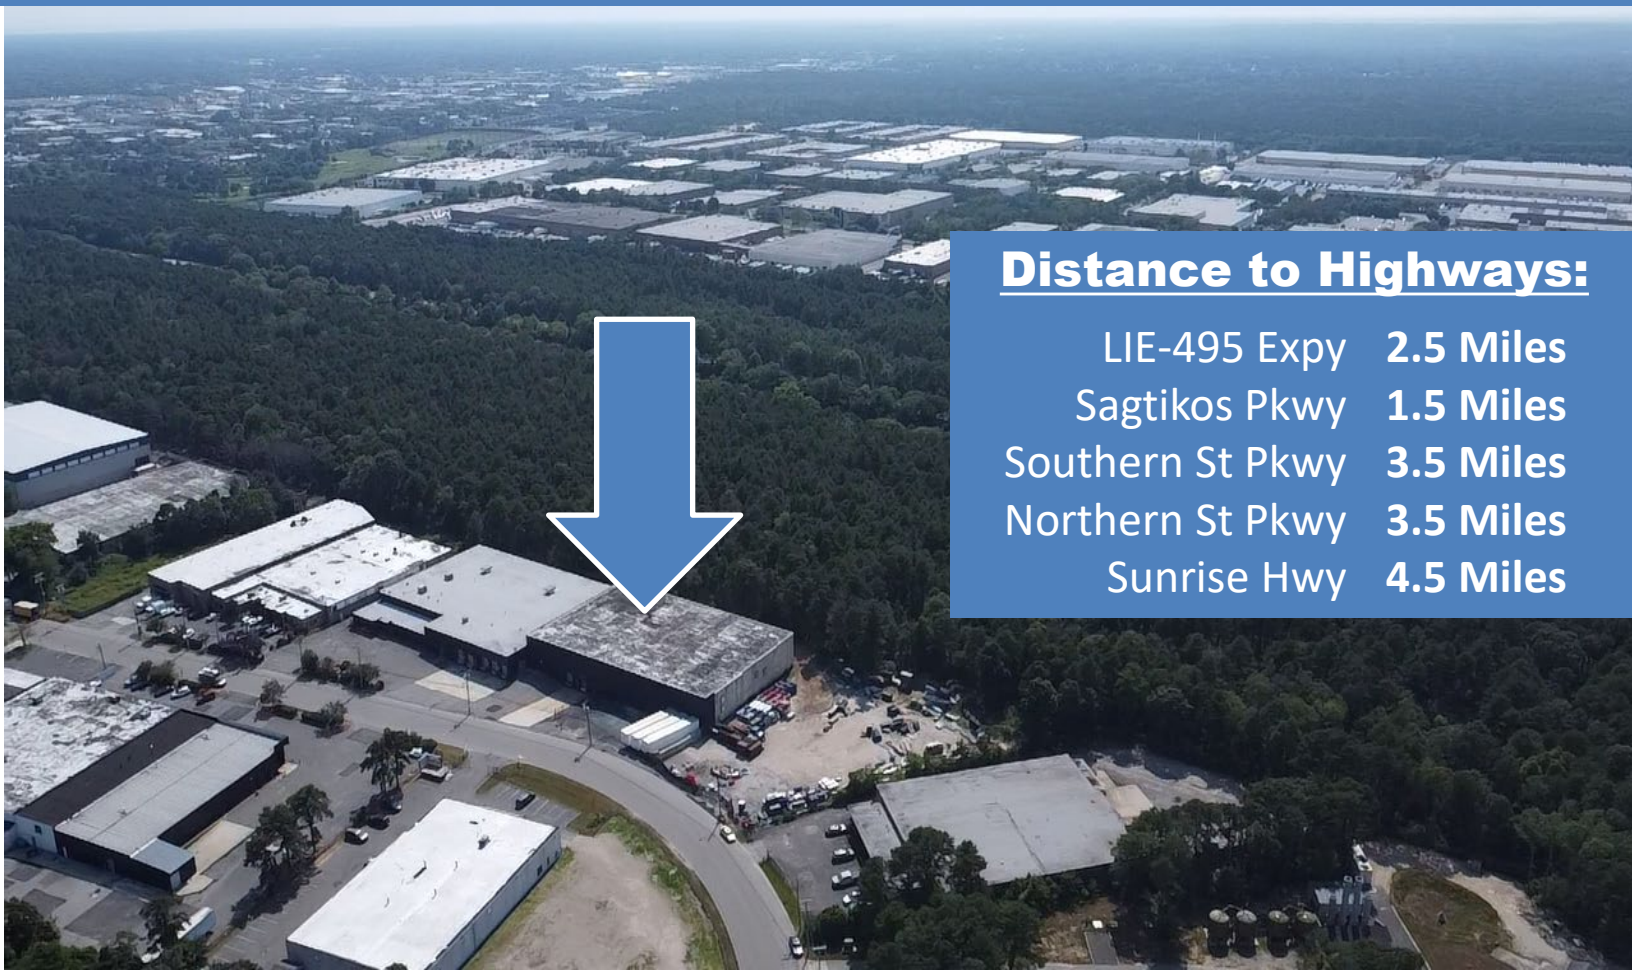 Distance to Highways:
LIE-495 Expy 2.5 Miles
Sagtikos Pkwy 1.5 Miles
Southern St Pkwy 3.5 Miles
Northern St Pkwy 3.5 Miles
Sunrise Hwy 4.5 Miles